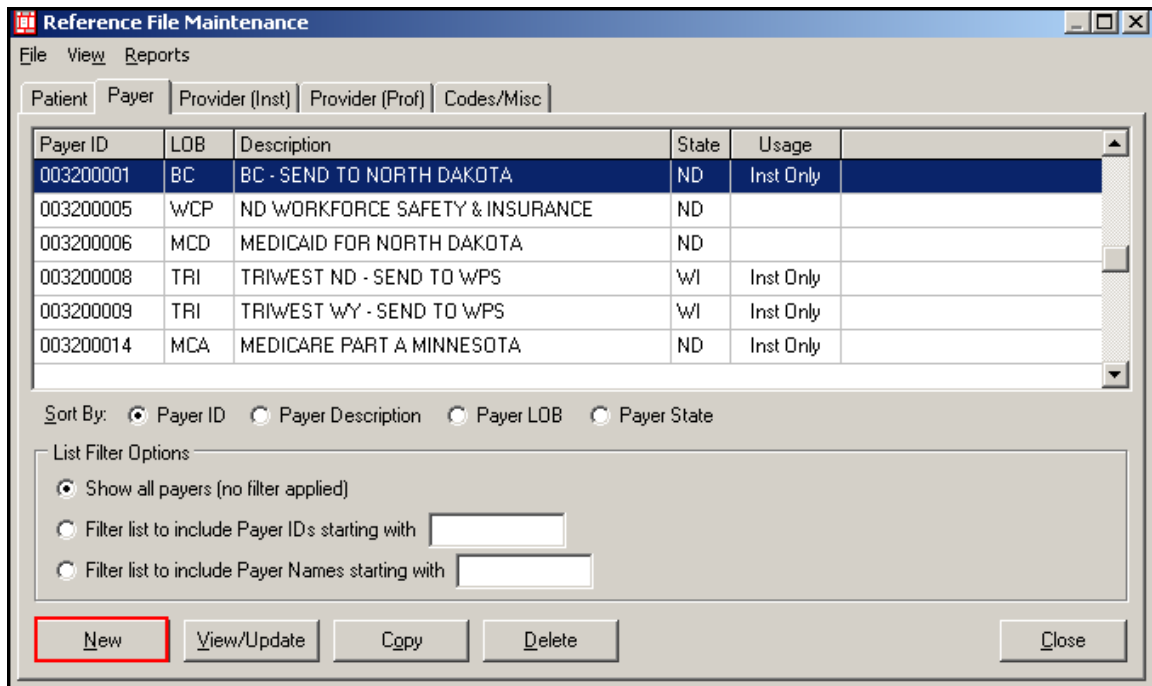 Reference File Maintenance
File View Reports
Patient Payer Provider (Inst) Provider (Prof) Codes/Misc
Payer ID LOB Description State Usage
003200001 BC BC - SEND TO NORTH DAKOTA ND Inst Only
003200005 WCP ND WORKFORCE SAFETY & INSURANCE ND
003200006 MCD MEDICAID FOR NORTH DAKOTA ND
003200008 TRI TRIWEST ND - SEND TO WPS WI Inst Only
003200009 TRI TRIWEST WY - SEND TO WPS WI Inst Only
003200014 MCA MEDICARE PART A MINNESOTA ND Inst Only
Sort By: Payer ID Payer Description Payer LOB Payer State
List Filter Options
Show all payers (no filter applied)
Filter list to include Payer IDs starting with
Filter list to include Payer Names starting with
New View/Update Copy Delete Close